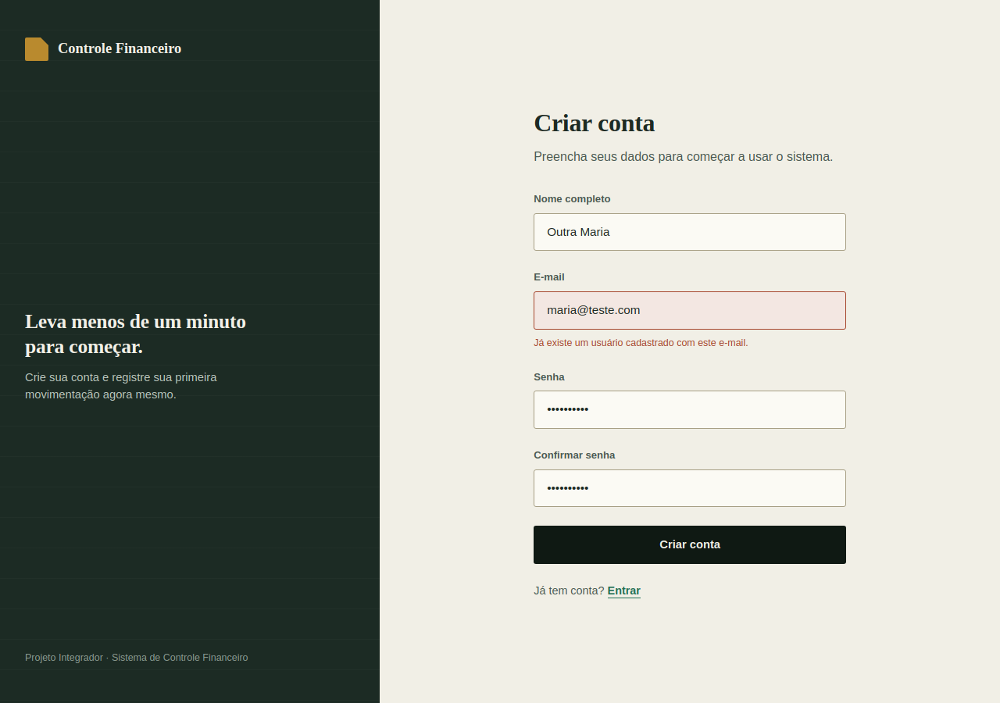 Controle Financeiro
Leva menos de um minuto
para começar.
Crie sua conta e registre sua primeira
movimentação agora mesmo.
Projeto Integrador · Sistema de Controle Financeiro
Criar conta
Preencha seus dados para começar a usar o sistema.
Nome completo
Outra Maria
E-mail
maria@teste.com
Já existe um usuário cadastrado com este e-mail.
Senha
••••••••••
Confirmar senha
••••••••••
Criar conta
Já tem conta? Entrar